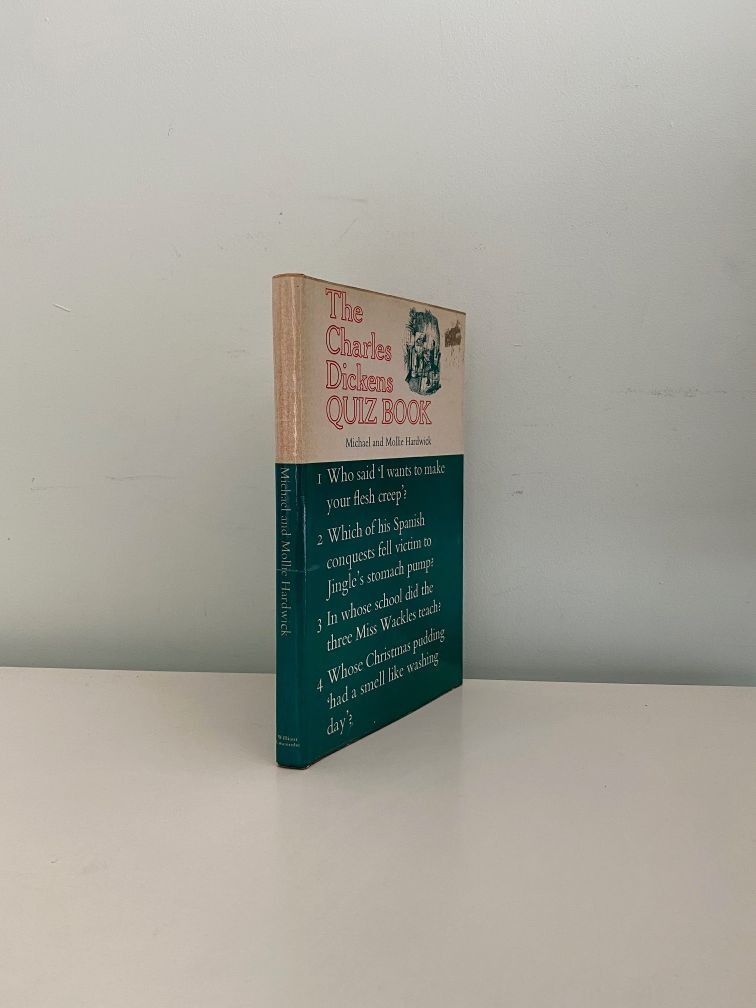 The
Charles
Dickens
QUIZ BOOK
Michael and Mollie Hardwick
1 Who said 'I wants to make
your flesh creep'?
2 Which of his Spanish
conquests fell victim to
Jingle's stomach pump?
3 In whose school did the
three Miss Wackles teach?
4 Whose Christmas pudding
'had a smell like washing
day'?
Michael and Mollie Hardwick
William